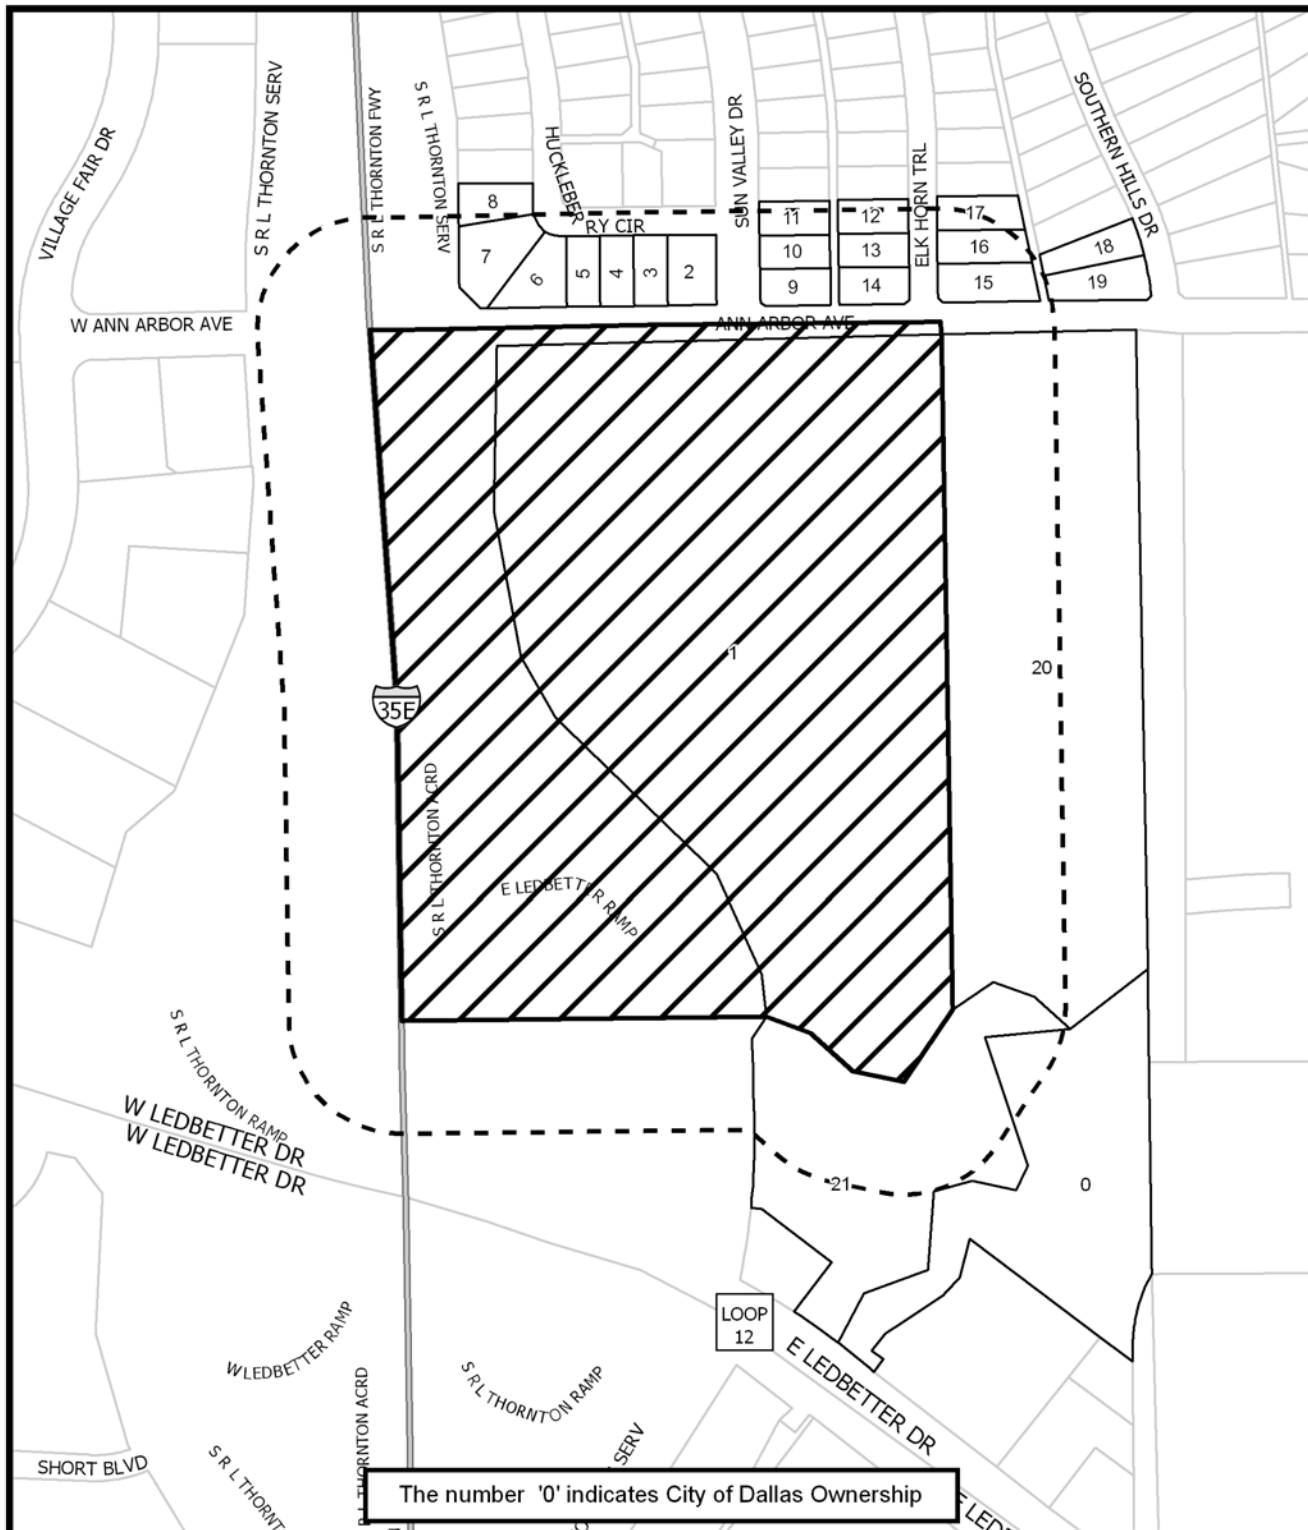 VILLAGE FAIR DR
S R L THORNTON SERV
S R L THORNTON FWY
S R L THORNTON SERV
HUCKLEBER
RY CIR
SUN VALLEY DR
ELK HORN TRL
SOUTHERN HILLS DR
8
7
6
5
4
3
2
11
10
9
12
13
14
17
16
15
18
19
W ANN ARBOR AVE
ANN ARBOR AVE
1
20
35E
S R L THORNTON ACRD
E LEDBETTER RAMP
S R L THORNTON RAMP
W LEDBETTER DR
W LEDBETTER DR
21
0
LOOP
12
E LEDBETTER DR
W LEDBETTER RAMP
S R L THORNTON RAMP
R L THORNTON ACRD
SERV
SHORT BLVD
S R L THORNT
The number '0' indicates City of Dallas Ownership
E LED